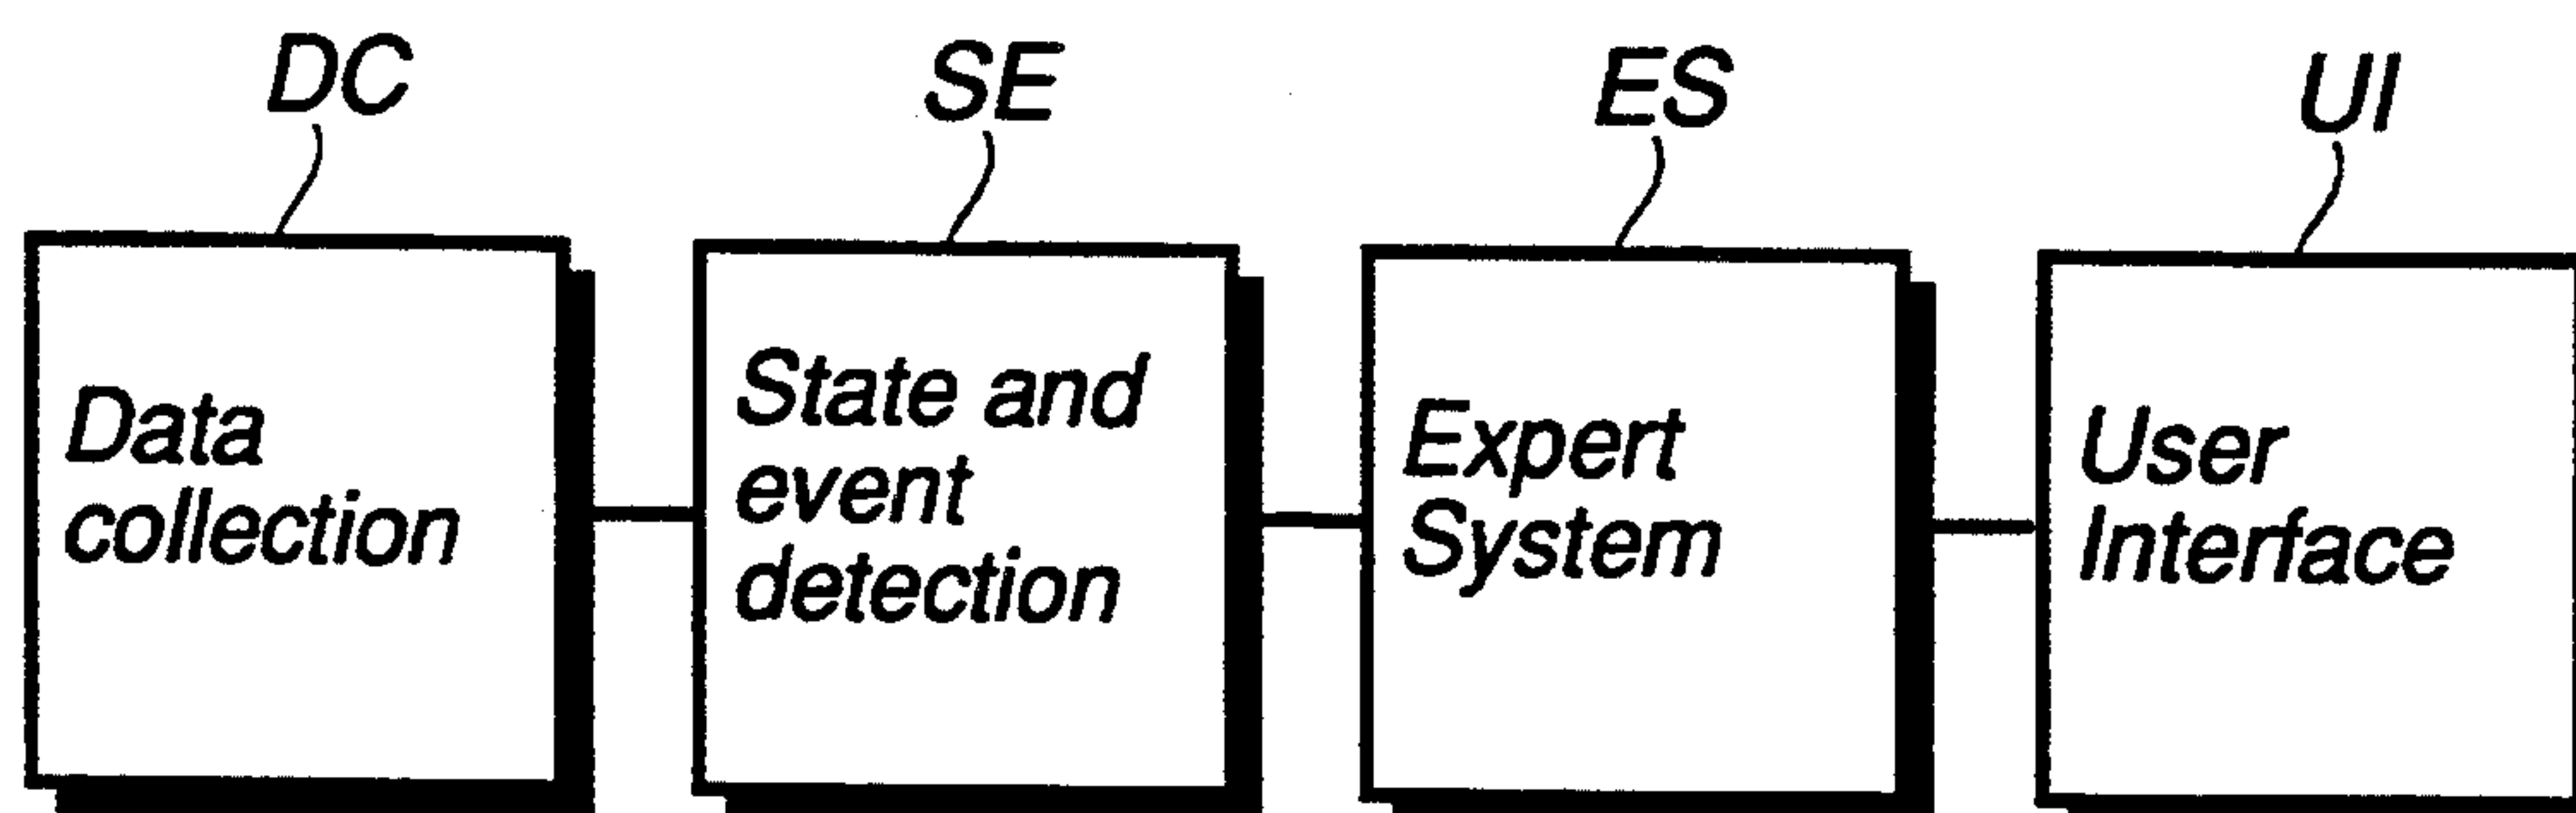 DC
SE
ES
UI
Data
collection
State and
event
detection
Expert
System
User
Interface